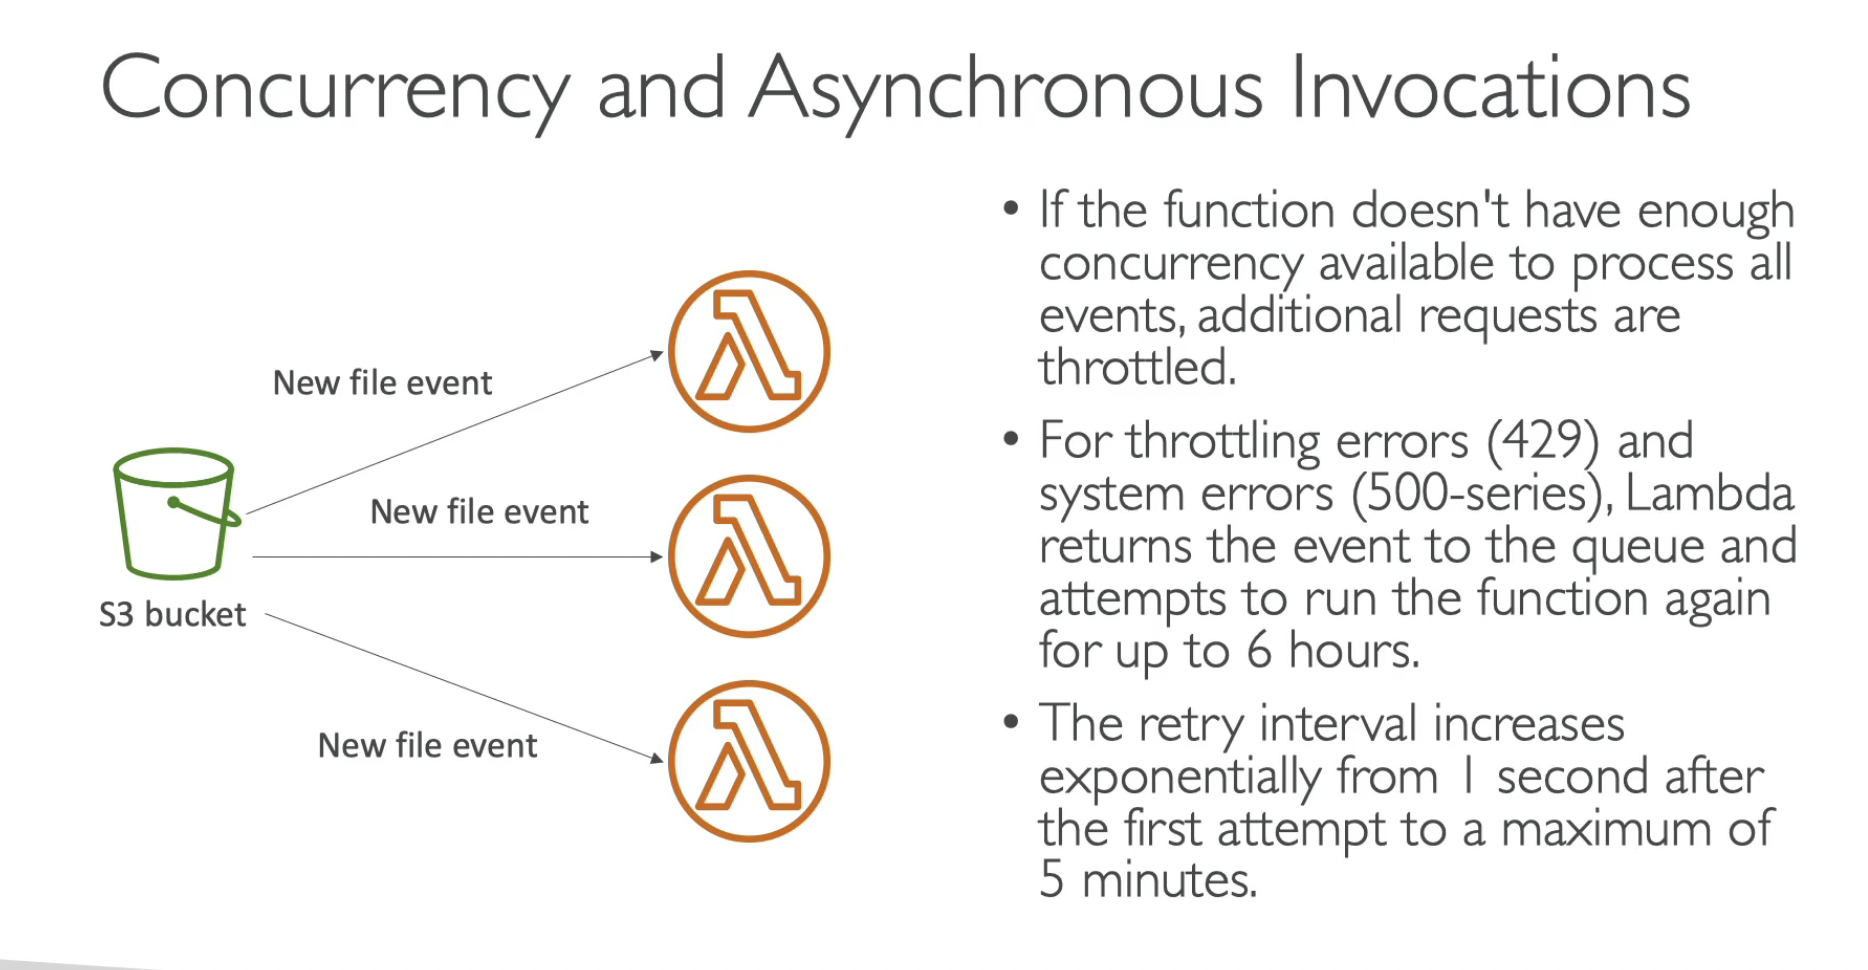 Concurrency and Asynchronous Invocations
• If the function doesn't have enough
concurrency available to process all
events, additional requests are
throttled.
• For throttling errors (429) and
system errors (500-series), Lambda
returns the event to the queue and
attempts to run the function again
for up to 6 hours.
• The retry interval increases
exponentially from 1 second after
the first attempt to a maximum of
5 minutes.
New file event
New file event
S3 bucket
New file event